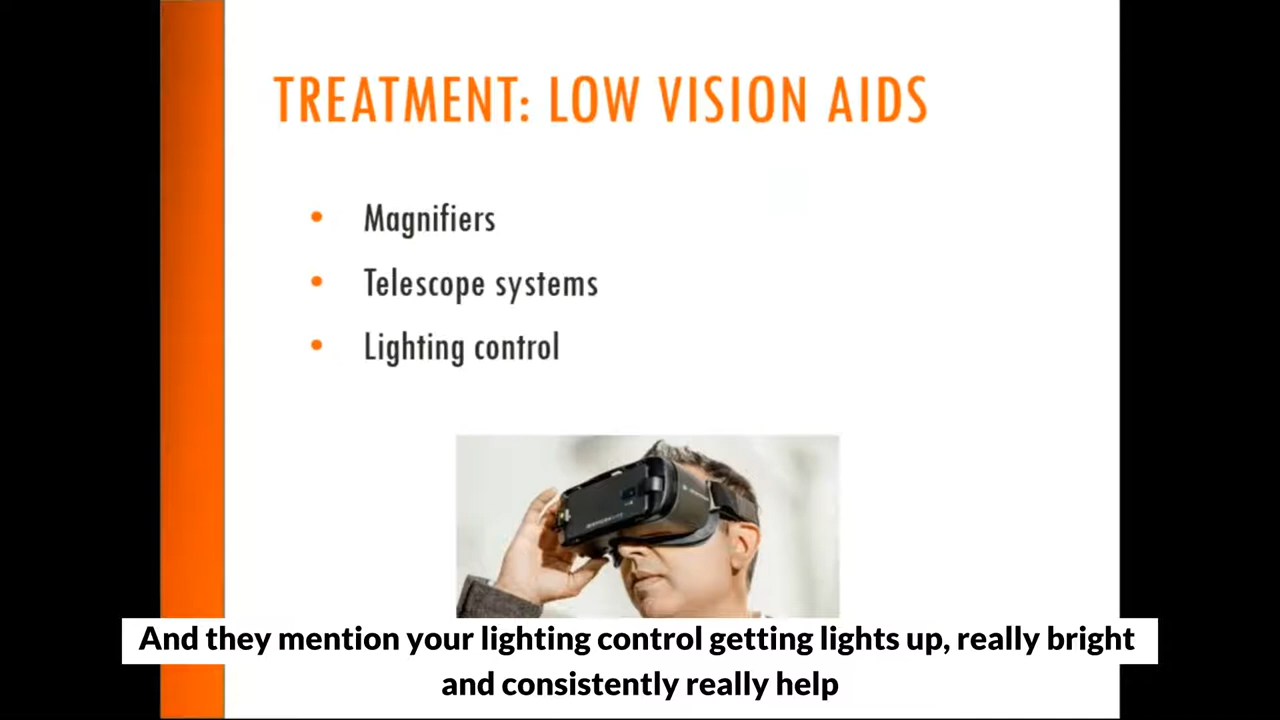 TREATMENT: LOW VISION AIDS
• Magnifiers
• Telescope systems
• Lighting control
And they mention your lighting control getting lights up, really bright
and consistently really help